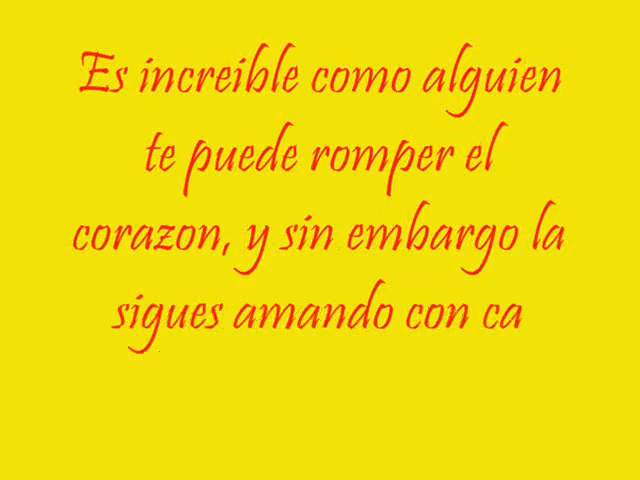 Es increible como alguien
te puede romper el
corazon, y sin embargo la
sigues amando con ca